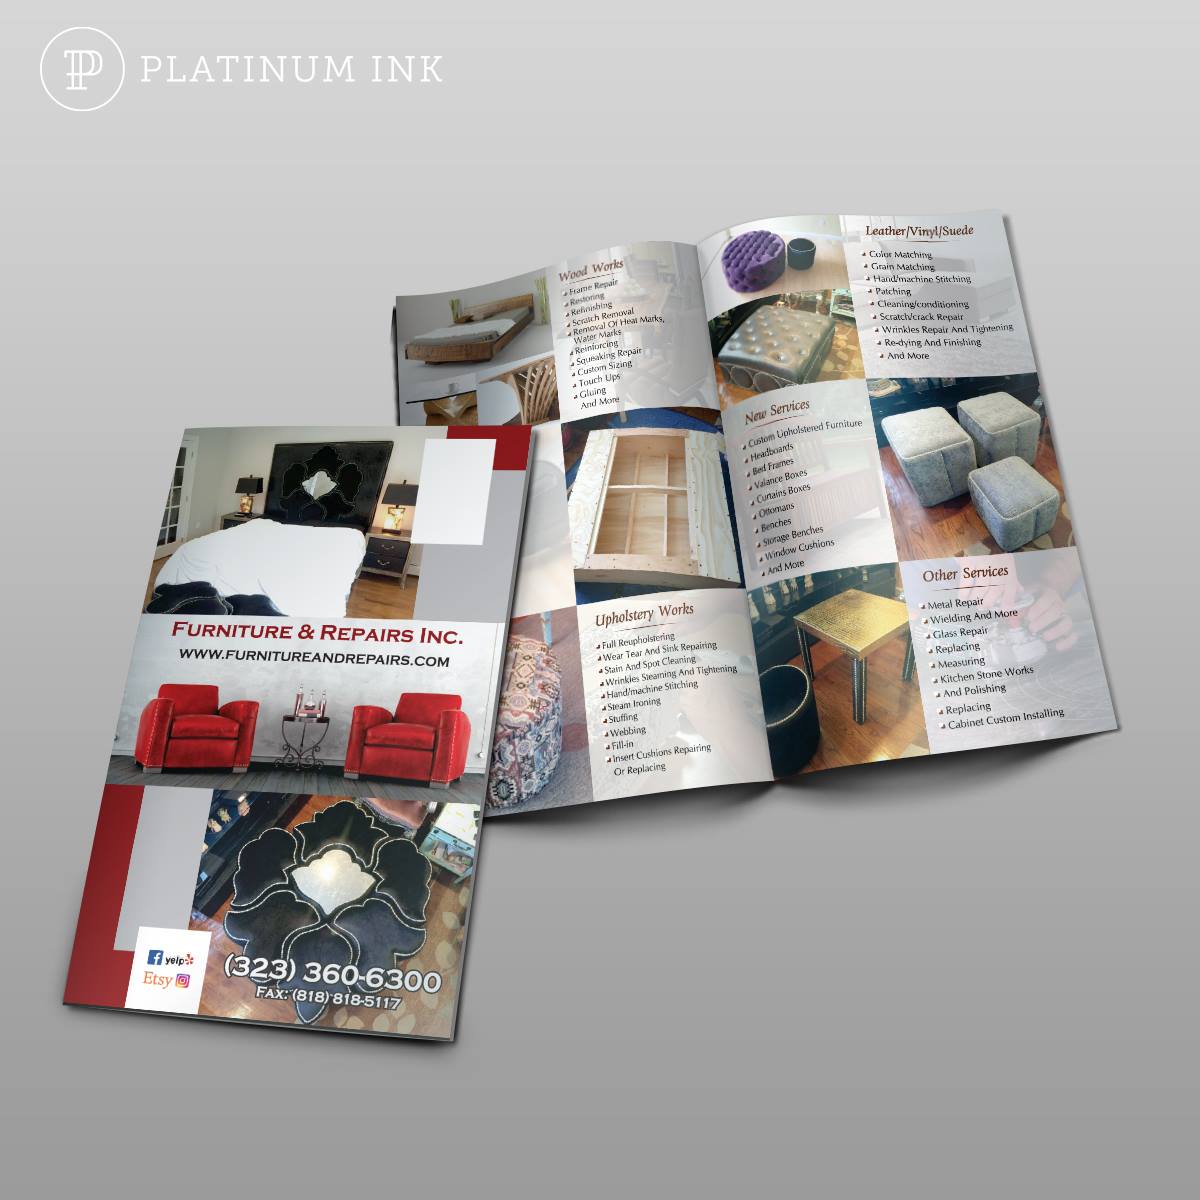 PLATINUM INK
Wood Works
Frame Repair
Restoring
Refinishing
Scratch Removal
Removal Of Heat Marks,
Water Marks
Reinforcing
Squeaking Repair
Custom Sizing
Touch Ups
Gluing
And More
Upholstery Works
Full Reupholstering
Wear Tear And Sink Repairing
Stain And Spot Cleaning
Wrinkles Steaming And Tightening
Hand/machine Stitching
Steam Ironing
Stuffing
Webbing
Fill-in
Insert Cushions Repairing
Or Replacing
Leather/Vinyl/Suede
Color Matching
Grain Matching
Hand/machine Stitching
Patching
Cleaning/conditioning
Scratch/crack Repair
Wrinkles Repair And Tightening
Re-dying And Finishing
And More
New Services
Custom Upholstered Furniture
Headboards
Bed Frames
Valance Boxes
Curtains Boxes
Ottomans
Benches
Storage Benches
Window Cushions
And More
Other Services
Metal Repair
Wielding And More
Glass Repair
Replacing
Measuring
Kitchen Stone Works
And Polishing
Replacing
Cabinet Custom Installing
FURNITURE & REPAIRS INC.
WWW.FURNITUREANDREPAIRS.COM
yelp
Etsy
(323) 360-6300
FAX: (818) 818-5117